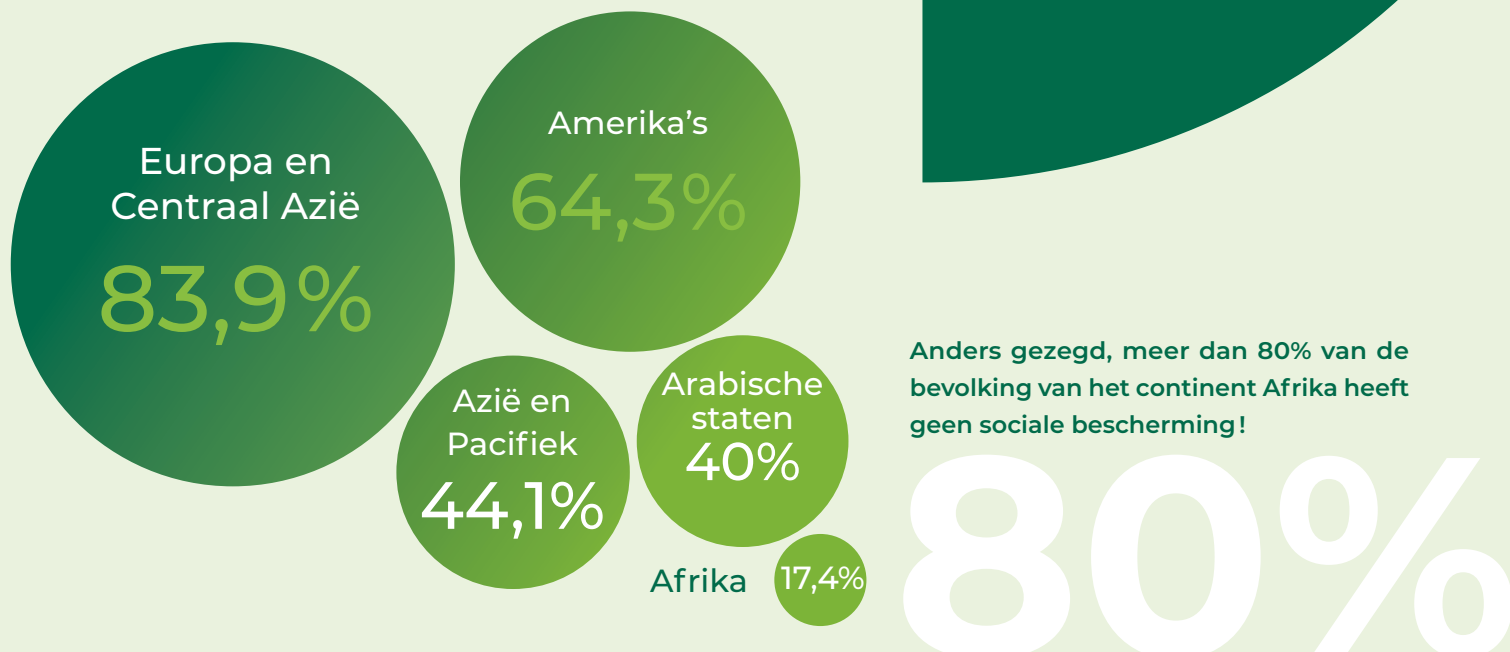 Europa en
Centraal Azië
83,9%
Amerika’s
64,3%
Azië en
Pacifiek
44,1%
Arabische
staten
40%
Afrika
17,4%
Anders gezegd, meer dan 80% van de
bevolking van het continent Afrika heeft
geen sociale bescherming!
80%